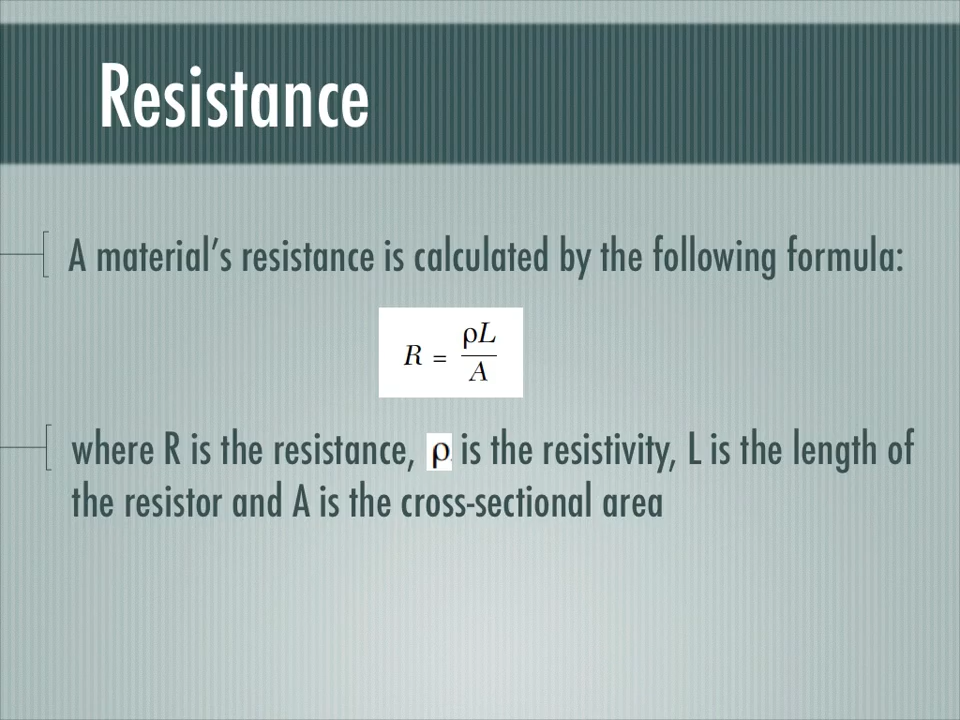 Resistance
A material’s resistance is calculated by the following formula:
R = ρL / A
where R is the resistance, ρ is the resistivity, L is the length of
the resistor and A is the cross-sectional area